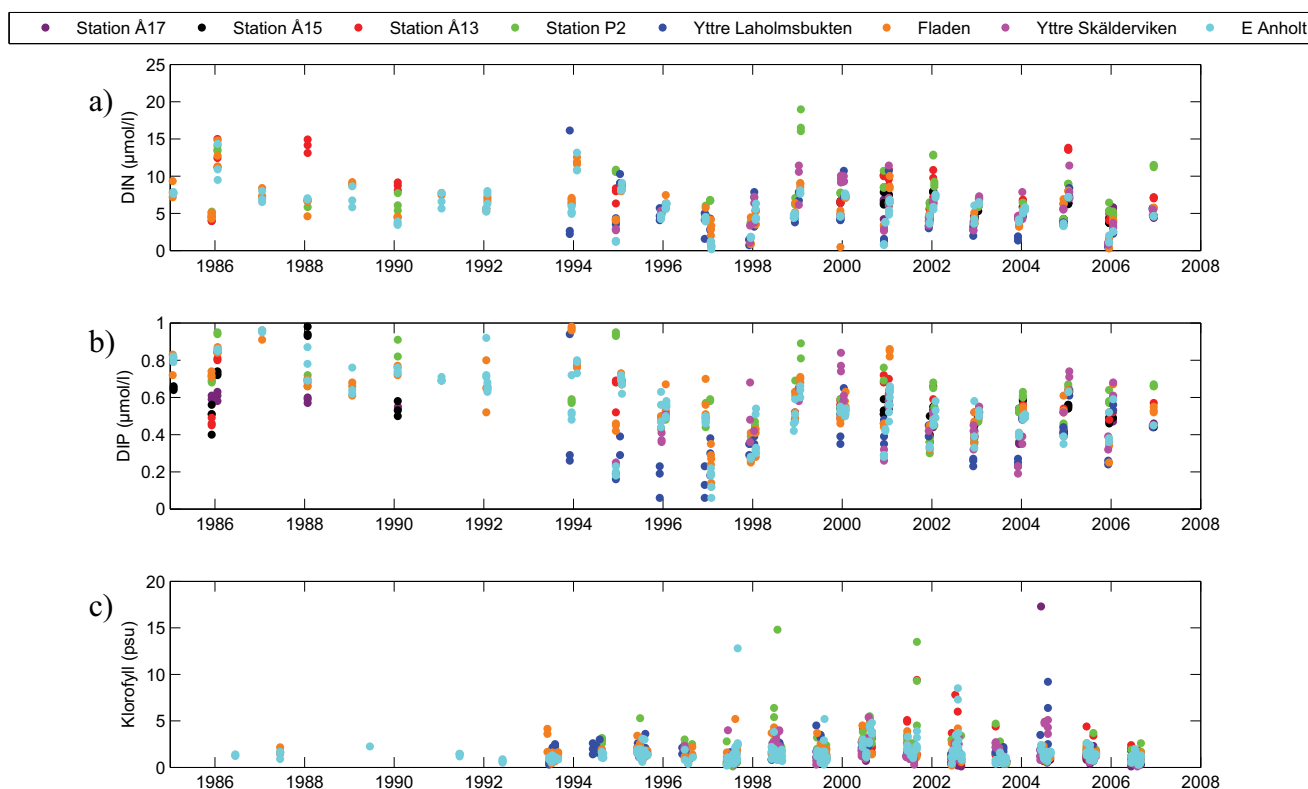 Station Å17 Station Å15 Station Å13 Station P2 Yttre Laholmsbukten Fladen Yttre Skälderviken E Anholt
a)
DIN (µmol/l)
25
20
15
10
5
0
1986 1988 1990 1992 1994 1996 1998 2000 2002 2004 2006 2008
b)
DIP (µmol/l)
1
0.8
0.6
0.4
0.2
0
1986 1988 1990 1992 1994 1996 1998 2000 2002 2004 2006 2008
c)
Klorofyll (psu)
20
15
10
5
0
1986 1988 1990 1992 1994 1996 1998 2000 2002 2004 2006 2008